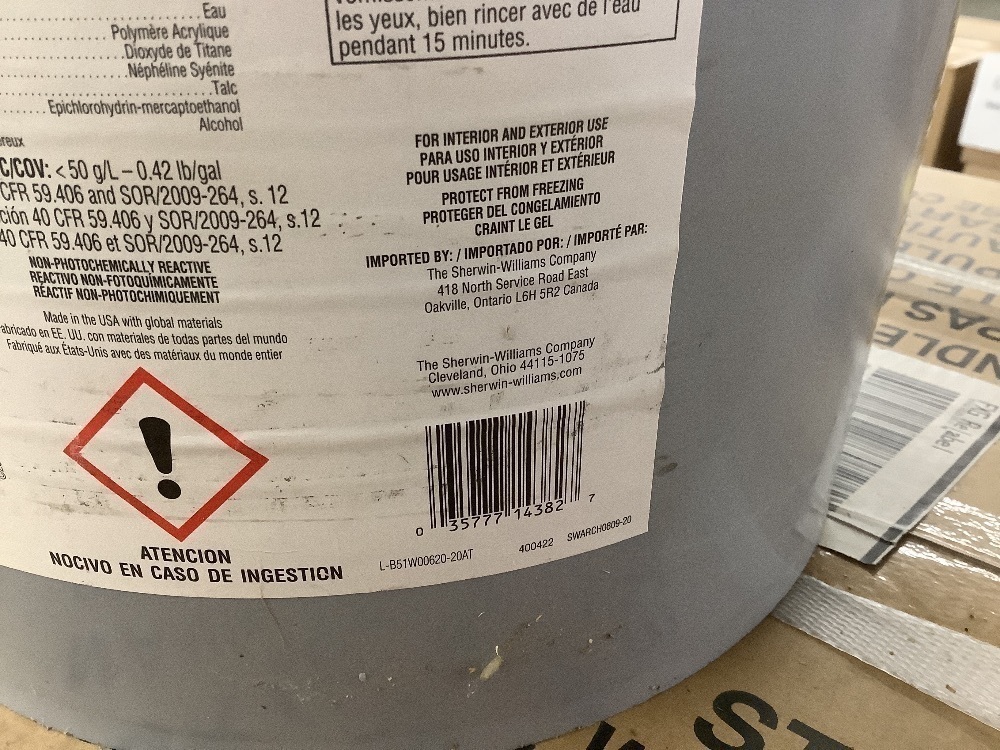 Eau
Polymère Acrylique
Dioxyde de Titane
Néphéline Syénite
Talc
Epichlorohydrin-mercaptoethanol
Alcohol
les yeux, bien rincer avec de l'eau
pendant 15 minutes.
reux
C/COV: < 50 g/L – 0.42 lb/gal
CFR 59.406 and SOR/2009-264, s. 12
ción 40 CFR 59.406 y SOR/2009-264, s.12
40 CFR 59.406 et SOR/2009-264, s.12
NON-PHOTOCHEMICALLY REACTIVE
REACTIVO NON-FOTOQUÍMICAMENTE
RÉACTIF NON-PHOTOCHIMIQUEMENT
Made in the USA with global materials
abricado en EE. UU. con materiales de todas partes del mundo
Fabriqué aux États-Unis avec des matériaux du monde entier
ATENCION
NOCIVO EN CASO DE INGESTION
FOR INTERIOR AND EXTERIOR USE
PARA USO INTERIOR Y EXTÉRIOR
POUR USAGE INTÉRIOR ET EXTÉRIEUR
PROTECT FROM FREEZING
PROTEGER DEL CONGELAMIENTO
CRAINT LE GEL
IMPORTED BY: / IMPORTADO POR: / IMPORTÉ PAR:
The Sherwin-Williams Company
418 North Service Road East
Oakville, Ontario L6H 5R2 Canada
The Sherwin-Williams Company
Cleveland, Ohio 44115-1075
www.sherwin-williams.com
0 35777 14382 7
L-B51W00620-20AT 400422 SWARCH0809-20
ST